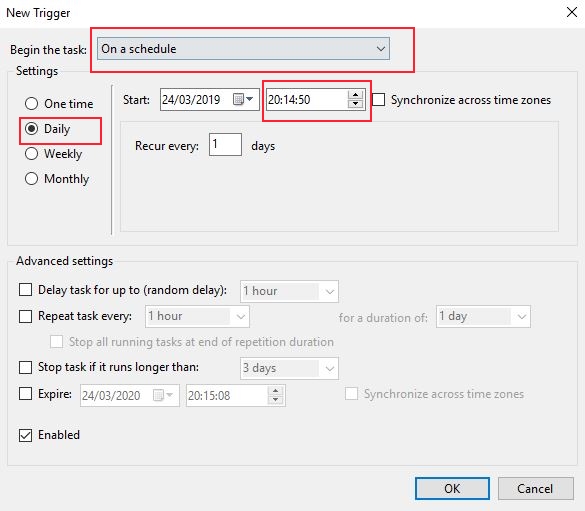 New Trigger
Begin the task: On a schedule
Settings
One time
Daily
Weekly
Monthly
Start: 24/03/2019 20:14:50 Synchronize across time zones
Recur every: 1 days
Advanced settings
Delay task for up to (random delay): 1 hour
Repeat task every: 1 hour for a duration of: 1 day
Stop all running tasks at end of repetition duration
Stop task if it runs longer than: 3 days
Expire: 24/03/2020 20:15:08 Synchronize across time zones
Enabled
OK Cancel